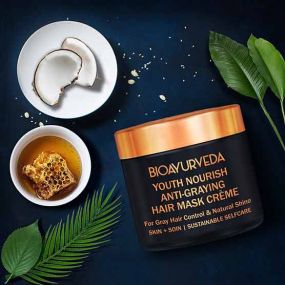 BIOAYURVEDA
YOUTH NOURISH
ANTI-GRAYING
HAIR MASK CRÈME
For Gray Hair Control & Natural Shine
SKIN + SOIN | SUSTAINABLE SELFCARE